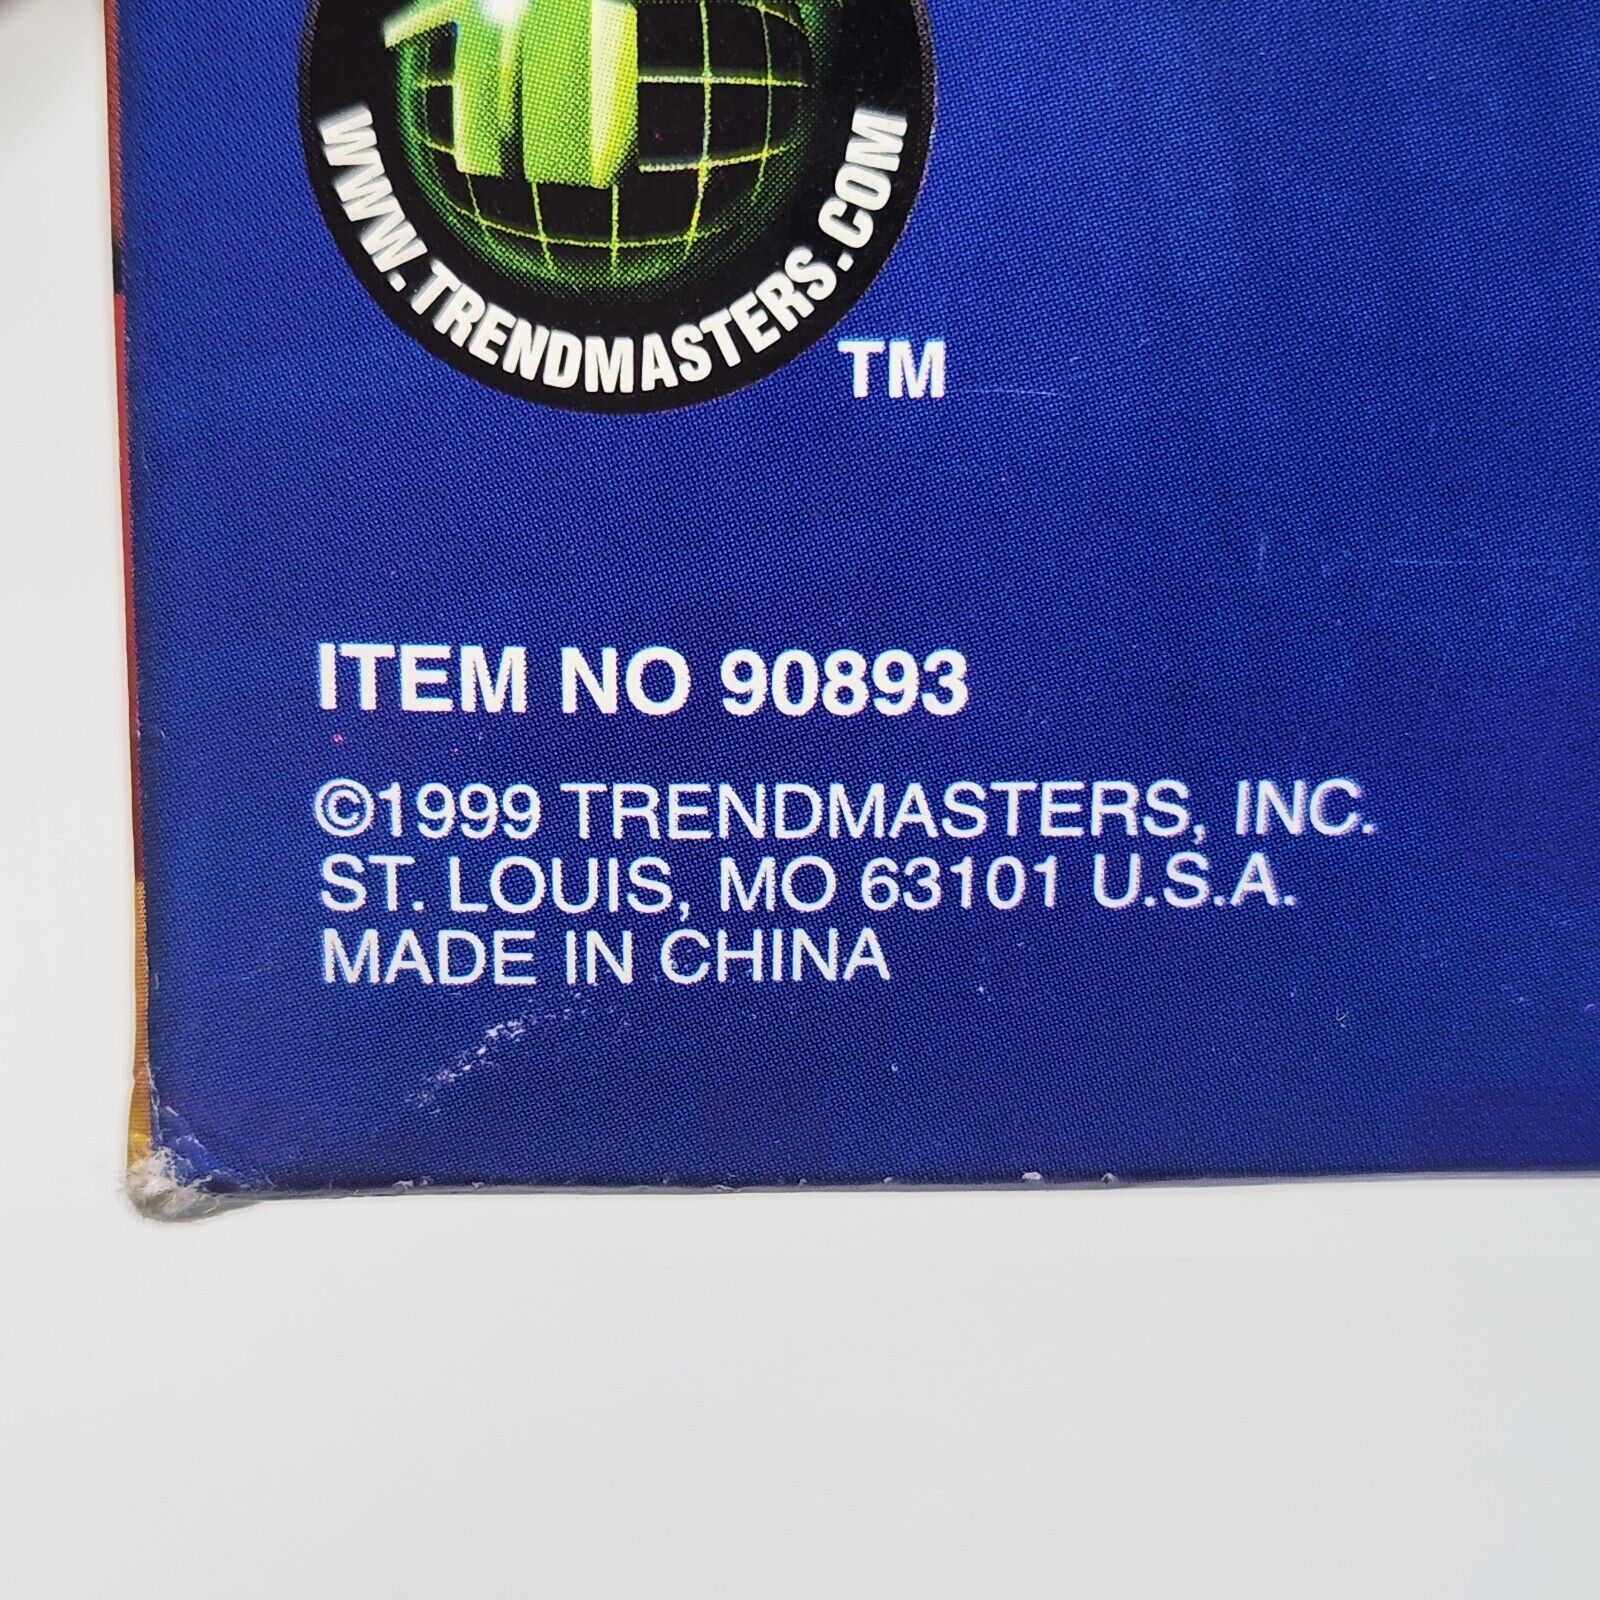 WWW.TRENDMASTERS.COM
TM
ITEM NO 90893
©1999 TRENDMASTERS, INC.
ST. LOUIS, MO 63101 U.S.A.
MADE IN CHINA